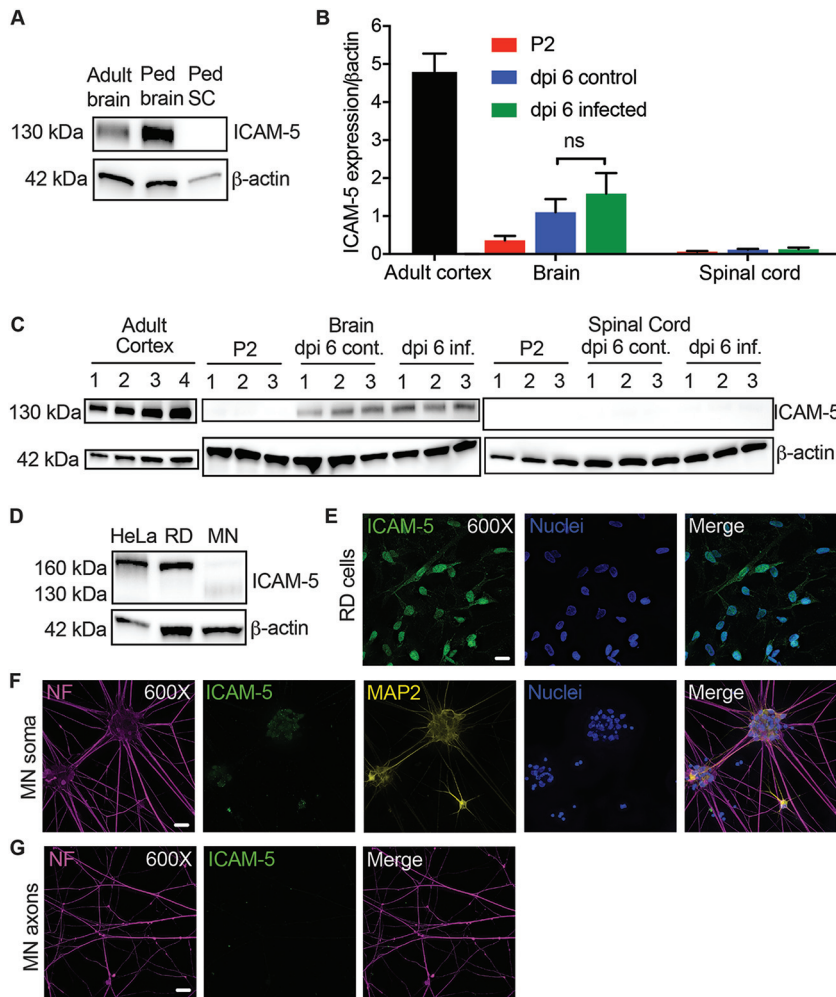 A
Adult brain
Ped brain
Ped SC
130 kDa
ICAM-5
42 kDa
β-actin
B
ICAM-5 expression/βactin
6
5
4
3
2
1
0
P2
dpi 6 control
dpi 6 infected
ns
Adult cortex
Brain
Spinal cord
C
Adult Cortex
Brain
Spinal Cord
P2
dpi 6 cont.
dpi 6 inf.
P2
dpi 6 cont.
dpi 6 inf.
1 2 3 4
1 2 3
1 2 3
1 2 3
1 2 3
1 2 3
1 2 3
130 kDa
ICAM-5
42 kDa
β-actin
D
HeLa RD MN
160 kDa
130 kDa
ICAM-5
42 kDa
β-actin
E
RD cells
ICAM-5
600X
Nuclei
Merge
F
MN soma
NF
600X
ICAM-5
MAP2
Nuclei
Merge
G
MN axons
NF
600X
ICAM-5
Merge